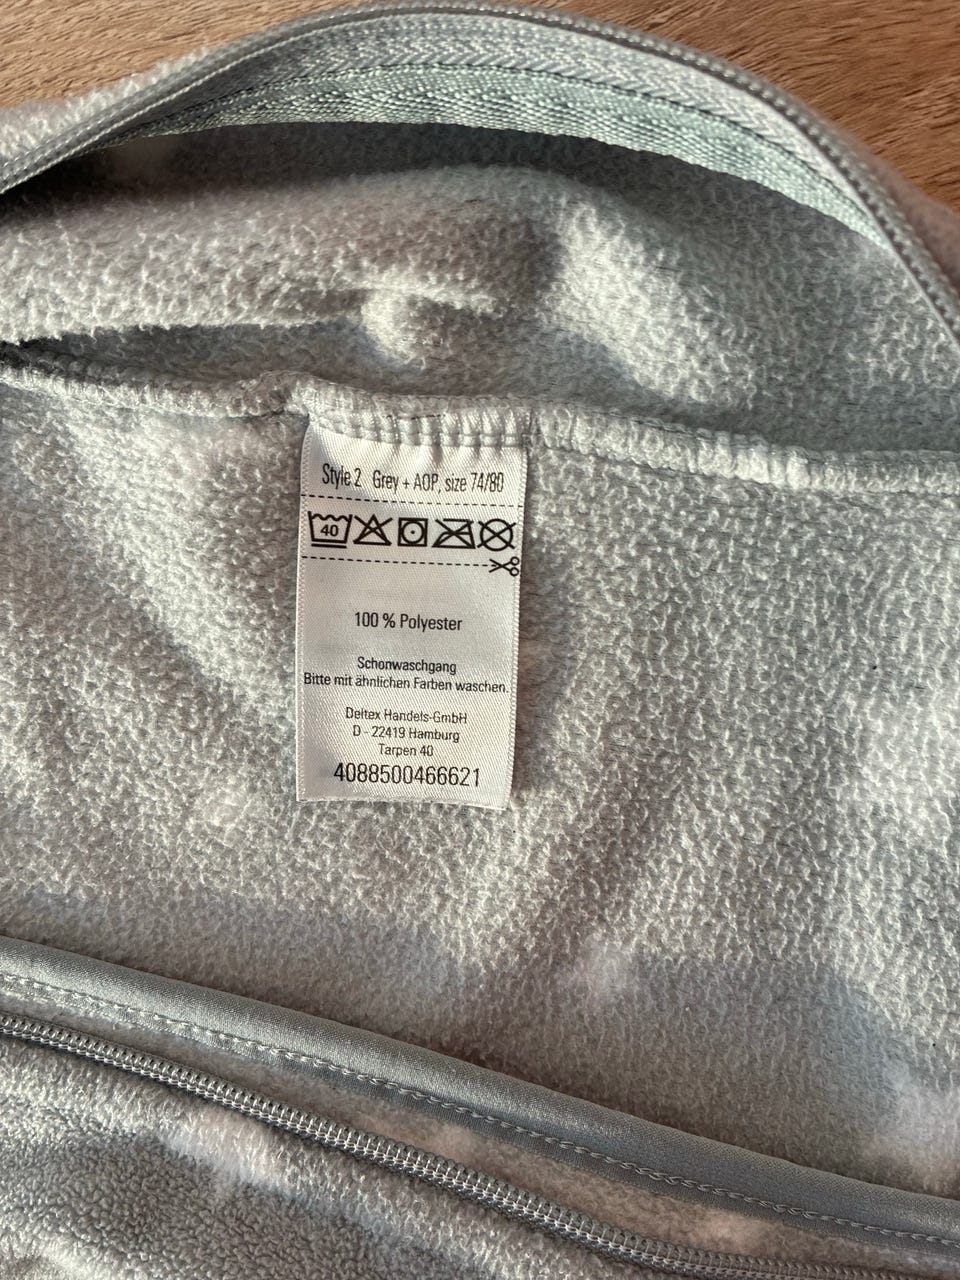 Style 2 Grey + AOP, size 74/80
40
100 % Polyester
Schonwaschgang
Bitte mit ähnlichen Farben waschen.
Deltex Handels-GmbH
D - 22419 Hamburg
Tarpen 40
4088500466621